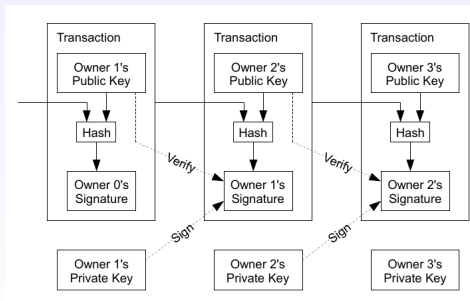 Transaction
Transaction
Transaction
Owner 1's
Public Key
Owner 2's
Public Key
Owner 3's
Public Key
Hash
Hash
Hash
Verify
Verify
Owner 0's
Signature
Owner 1's
Signature
Owner 2's
Signature
Sign
Sign
Owner 1's
Private Key
Owner 2's
Private Key
Owner 3's
Private Key